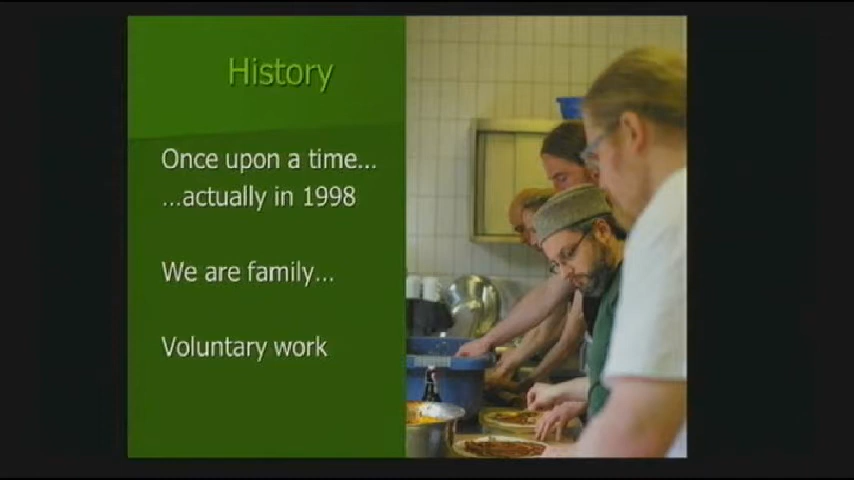 History
Once upon a time...
...actually in 1998
We are family...
Voluntary work